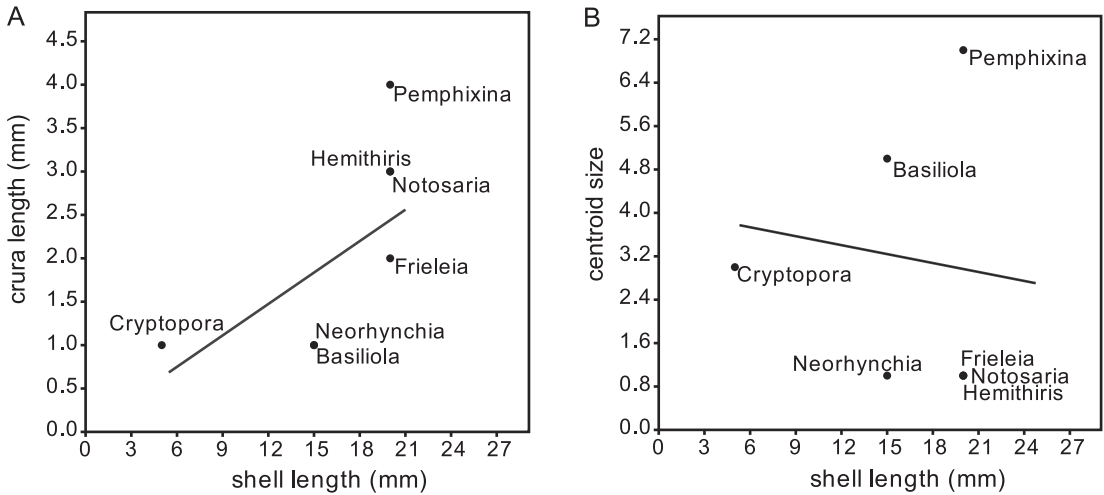 A
crura length (mm)
4.5
4.0
3.5
3.0
2.5
2.0
1.5
1.0
0.5
0.0
Pemphixina
Hemithiris
Notosaria
Frieleia
Cryptopora
Neorhynchia
Basiliola
0 3 6 9 12 15 18 21 24 27
shell length (mm)
B
centroid size
7.2
6.4
5.6
4.8
4.0
3.2
2.4
1.6
0.8
0.0
Pemphixina
Basiliola
Cryptopora
Neorhynchia
Frieleia
Notosaria
Hemithiris
0 3 6 9 12 15 18 21 24 27
shell length (mm)